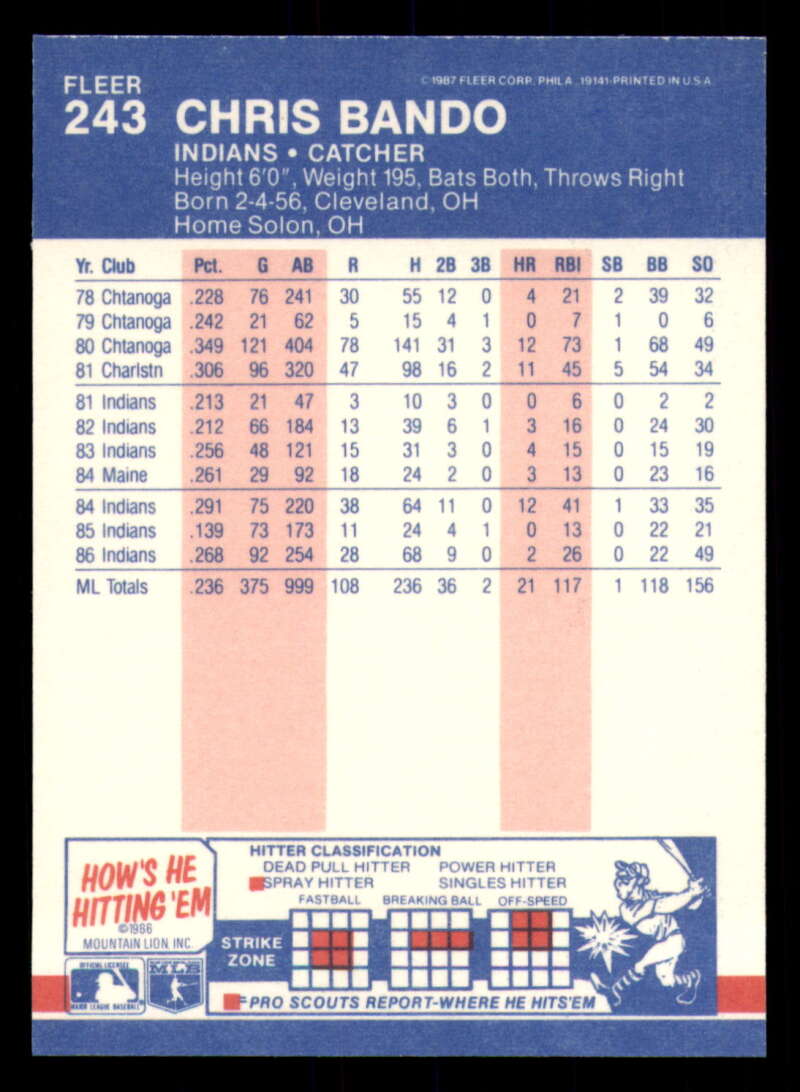 FLEER
© 1987 FLEER CORP. PHILA. 19141-PRINTED IN U.S.A.
243 CHRIS BANDO
INDIANS • CATCHER
Height 6'0", Weight 195, Bats Both, Throws Right
Born 2-4-56, Cleveland, OH
Home Solon, OH
Yr. Club Pct. G AB R H 2B 3B HR RBI SB BB SO
78 Chtanoga .228 76 241 30 55 12 0 4 21 2 39 32
79 Chtanoga .242 21 62 5 15 4 1 0 7 1 0 6
80 Chtanoga .349 121 404 78 141 31 3 12 73 1 68 49
81 Charlstn .306 96 320 47 98 16 2 11 45 5 54 34
81 Indians .213 21 47 3 10 3 0 0 6 0 2 2
82 Indians .212 66 184 13 39 6 1 3 16 0 24 30
83 Indians .256 48 121 15 31 3 0 4 15 0 15 19
84 Maine .261 29 92 18 24 2 0 3 13 0 23 16
84 Indians .291 75 220 38 64 11 0 12 41 1 33 35
85 Indians .139 73 173 11 24 4 1 0 13 0 22 21
86 Indians .268 92 254 28 68 9 0 2 26 0 22 49
ML Totals .236 375 999 108 236 36 2 21 117 1 118 156
HOW'S HE
HITTING 'EM
©1986
MOUNTAIN LION, INC.
OFFICIAL LICENSEE
MAJOR LEAGUE BASEBALL
MLB
HITTER CLASSIFICATION
DEAD PULL HITTER POWER HITTER
SPRAY HITTER SINGLES HITTER
FASTBALL BREAKING BALL OFF-SPEED
STRIKE
ZONE
=PRO SCOUTS REPORT-WHERE HE HITS'EM